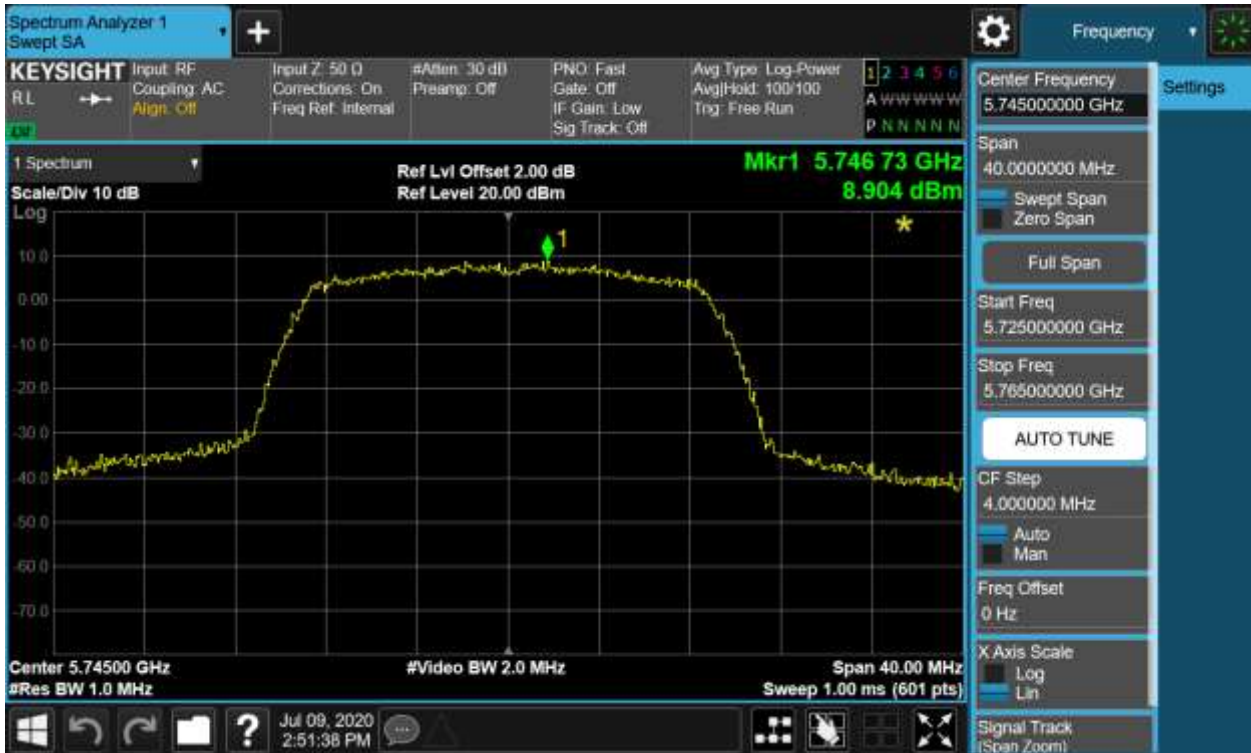 Spectrum Analyzer 1
Swept SA
+
Frequency
KEYSIGHT
RL
Input: RF
Coupling: AC
Align: Off
Input Z: 50 Ω
Corrections: On
Freq Ref: Internal
#Atten: 30 dB
Preamp: Off
PNO: Fast
Gate: Off
IF Gain: Low
Sig Track: Off
Avg Type: Log-Power
Avg|Hold: 100/100
Trig: Free Run
1 2 3 4 5 6
A W W W W W
P N N N N N
Center Frequency
5.745000000 GHz
Settings
Span
40.0000000 MHz
Swept Span
Zero Span
Full Span
Start Freq
5.725000000 GHz
Stop Freq
5.765000000 GHz
AUTO TUNE
CF Step
4.000000 MHz
Auto
Man
Freq Offset
0 Hz
X Axis Scale
Log
Lin
Signal Track
(Span Zoom)
1 Spectrum
Scale/Div 10 dB
Ref Lvl Offset 2.00 dB
Ref Level 20.00 dBm
Mkr1 5.746 73 GHz
8.904 dBm
Log
1
10.0
0.00
-10.0
-20.0
-30.0
-40.0
-50.0
-60.0
-70.0
Center 5.74500 GHz
#Video BW 2.0 MHz
Span 40.00 MHz
#Res BW 1.0 MHz
Sweep 1.00 ms (601 pts)
?
Jul 09, 2020
2:51:38 PM